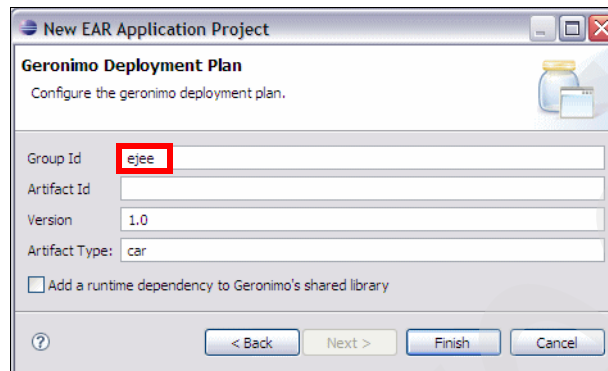 New EAR Application Project
Geronimo Deployment Plan
Configure the geronimo deployment plan.
Group Id ejee
Artifact Id
Version 1.0
Artifact Type: car
Add a runtime dependency to Geronimo's shared library
? < Back Next > Finish Cancel